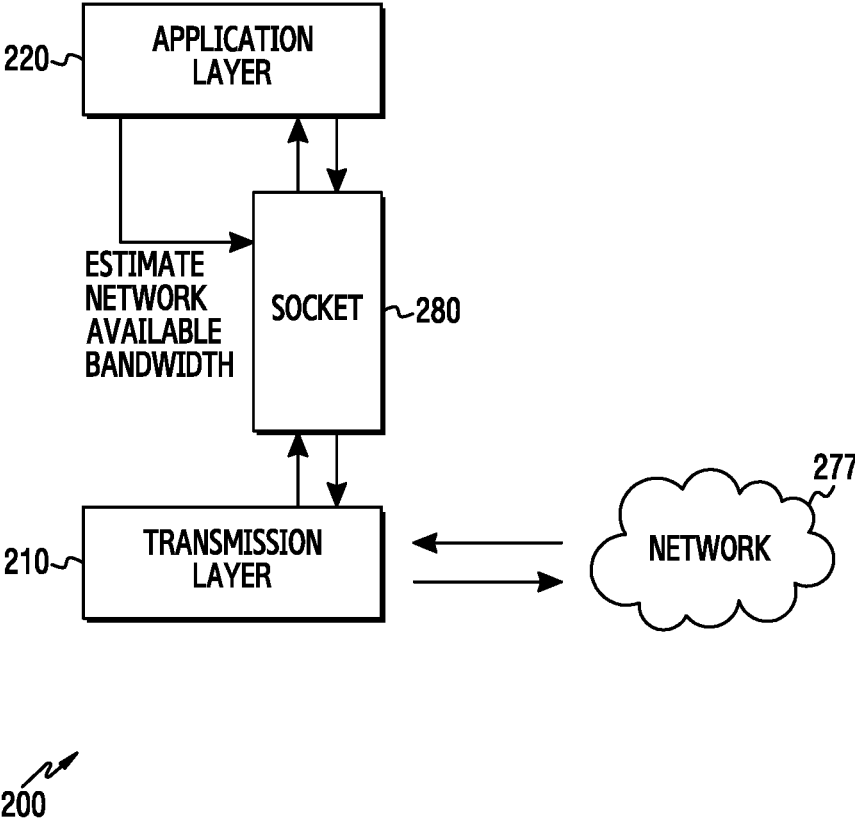 220
APPLICATION
LAYER
ESTIMATE
NETWORK
AVAILABLE
BANDWIDTH
SOCKET
280
210
TRANSMISSION
LAYER
277
NETWORK
200